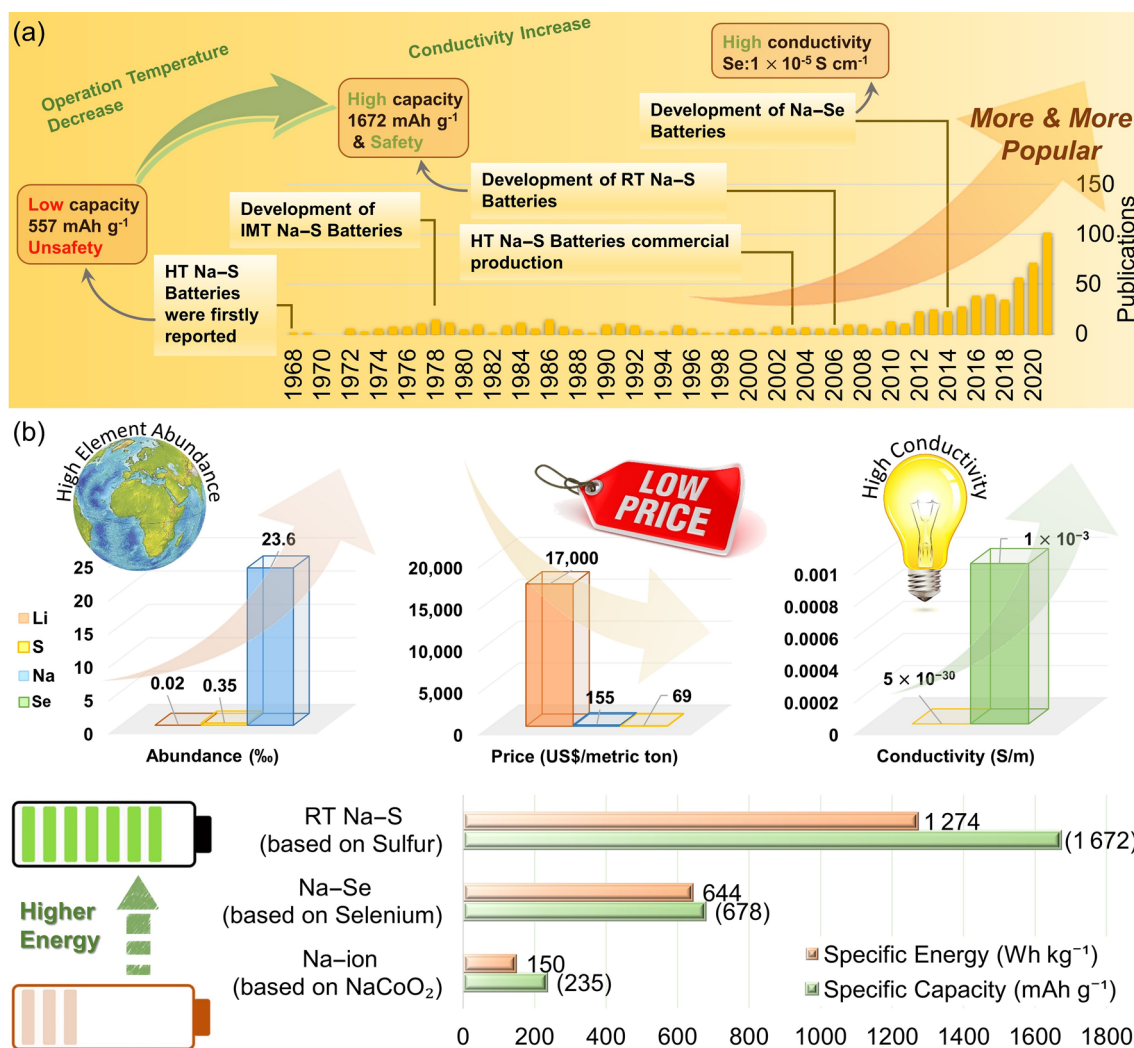 (a)
Operation Temperature
Decrease
Conductivity Increase
High conductivity
Se:1 × 10⁻⁵ S cm⁻¹
High capacity
1672 mAh g⁻¹
& Safety
Development of Na–Se
Batteries
More & More
Popular
Low capacity
557 mAh g⁻¹
Unsafety
Development of
IMT Na–S Batteries
Development of RT Na–S
Batteries
HT Na–S Batteries commercial
production
HT Na–S
Batteries
were firstly
reported
150
100
50
0
Publications
1968
1970
1972
1974
1976
1978
1980
1982
1984
1986
1988
1990
1992
1994
1996
1998
2000
2002
2004
2006
2008
2010
2012
2014
2016
2018
2020
(b)
High Element Abundance
Li
S
Na
Se
25
20
15
10
5
0
0.02
0.35
23.6
Abundance (‰)
LOW
PRICE
20,000
15,000
10,000
5,000
0
17,000
155
69
Price (US$/metric ton)
High Conductivity
0.001
0.0008
0.0006
0.0004
0.0002
0
5 × 10⁻³⁰
1 × 10⁻³
Conductivity (S/m)
Higher
Energy
RT Na–S
(based on Sulfur)
1 274
(1 672)
Na–Se
(based on Selenium)
644
(678)
Na–ion
(based on NaCoO₂)
150
(235)
Specific Energy (Wh kg⁻¹)
Specific Capacity (mAh g⁻¹)
0 200 400 600 800 1000 1200 1400 1600 1800